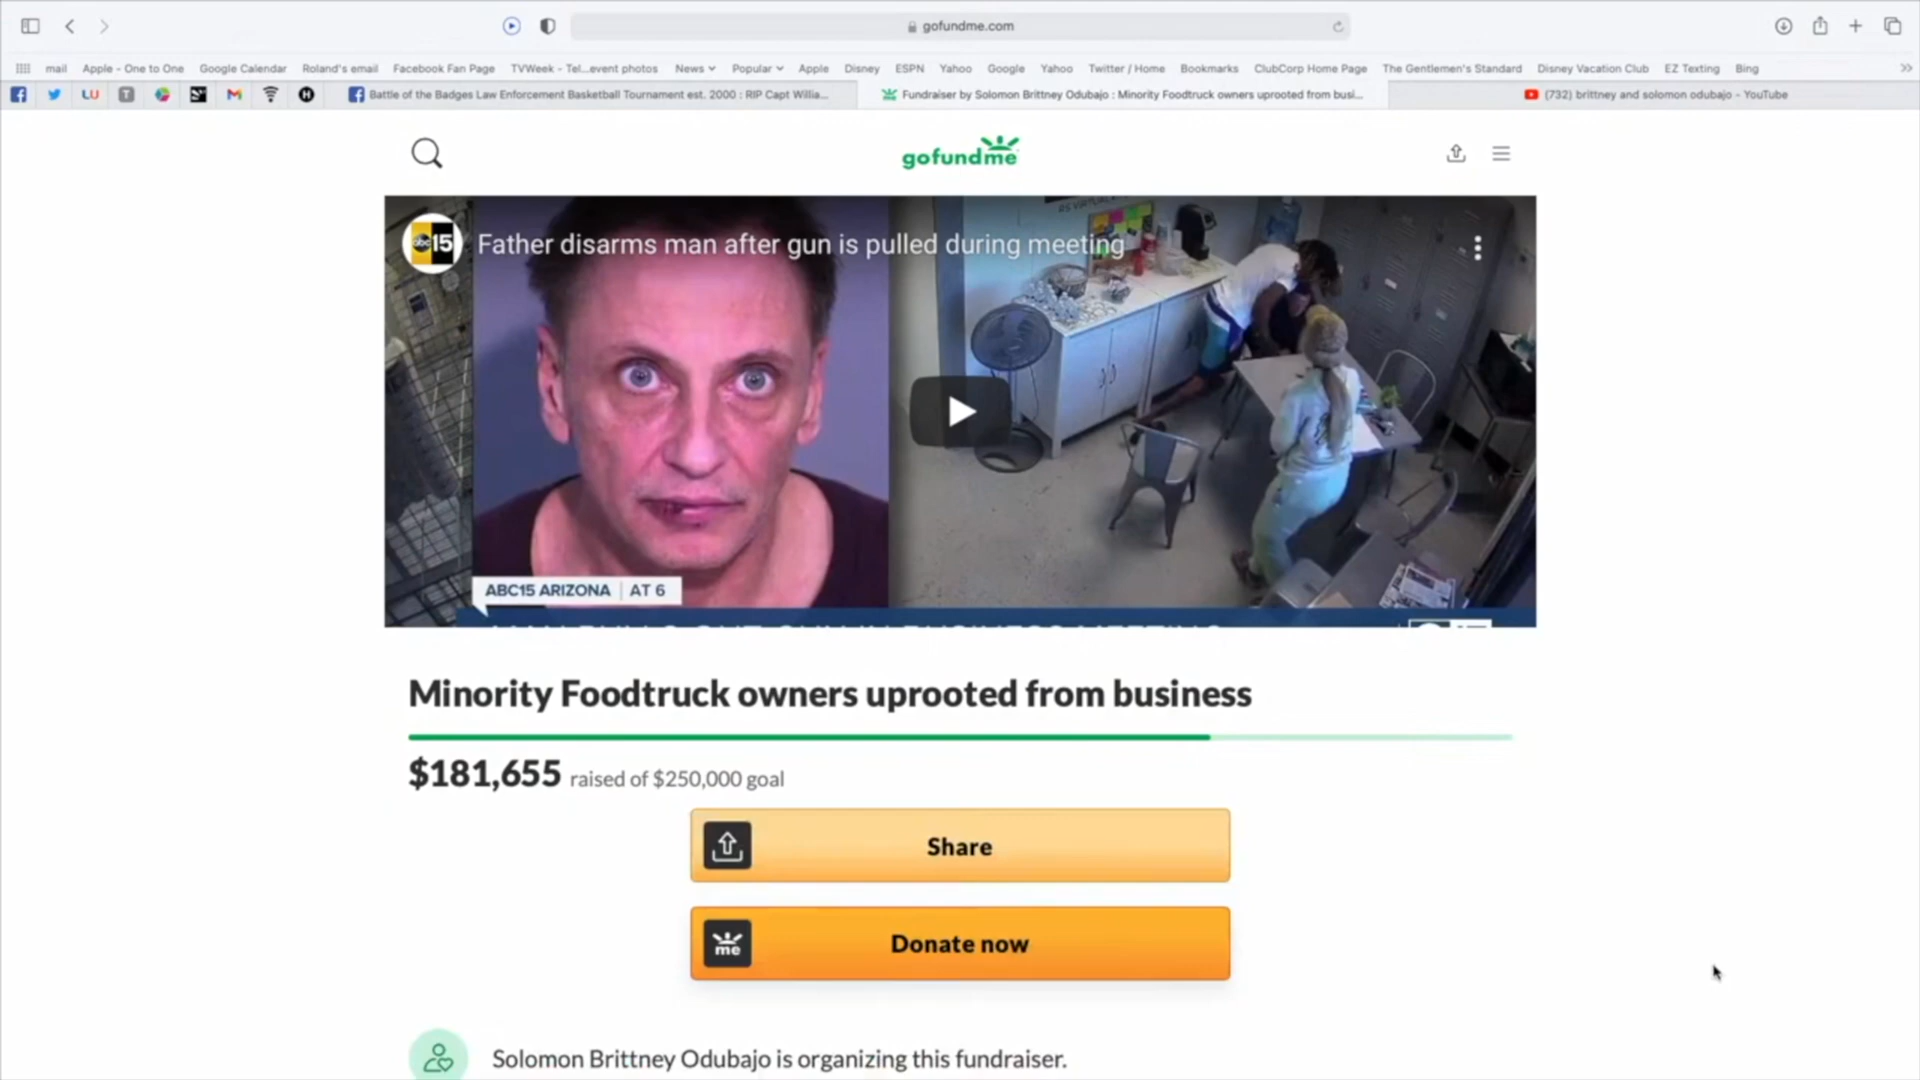 gofundme.com
mail Apple - One to One Google Calendar Roland's email Facebook Fan Page TVWeek - Tel...event photos News Popular Apple Disney ESPN Yahoo Google Yahoo Twitter / Home Bookmarks ClubCorp Home Page The Gentlemen's Standard Disney Vacation Club EZ Texting Bing
LU T H Battle of the Badges Law Enforcement Basketball Tournament est. 2000 : RIP Capt Willia... Fundraiser by Solomon Brittney Odubajo : Minority Foodtruck owners uprooted from busi... (732) brittney and solomon odubajo - YouTube
gofundme
abc15 Father disarms man after gun is pulled during meeting
ABC15 ARIZONA AT 6
Minority Foodtruck owners uprooted from business
$181,655 raised of $250,000 goal
Share
me Donate now
Solomon Brittney Odubajo is organizing this fundraiser.